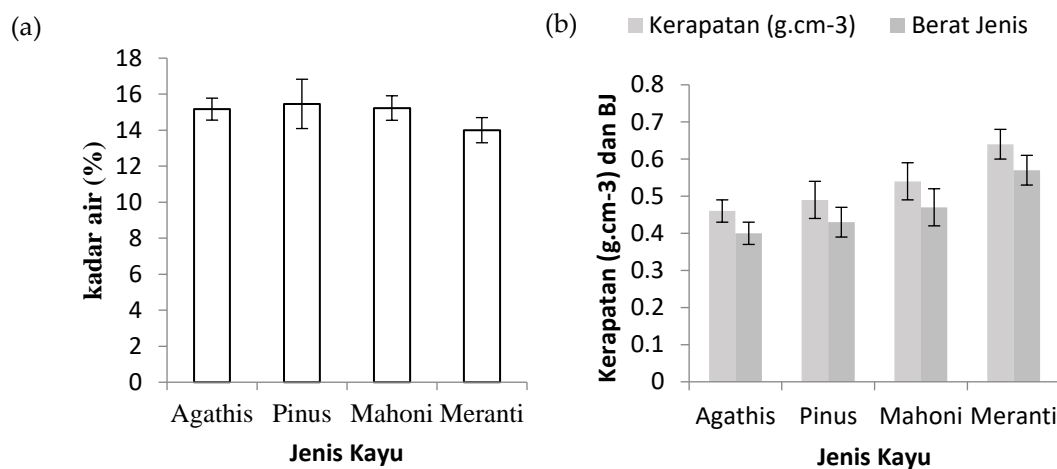 (a)
kadar air (%)
18
16
14
12
10
8
6
4
2
0
Agathis Pinus Mahoni Meranti
Jenis Kayu
(b)
Kerapatan (g.cm-3) Berat Jenis
Kerapatan (g.cm-3) dan BJ
0.8
0.7
0.6
0.5
0.4
0.3
0.2
0.1
0
Agathis Pinus Mahoni Meranti
Jenis Kayu